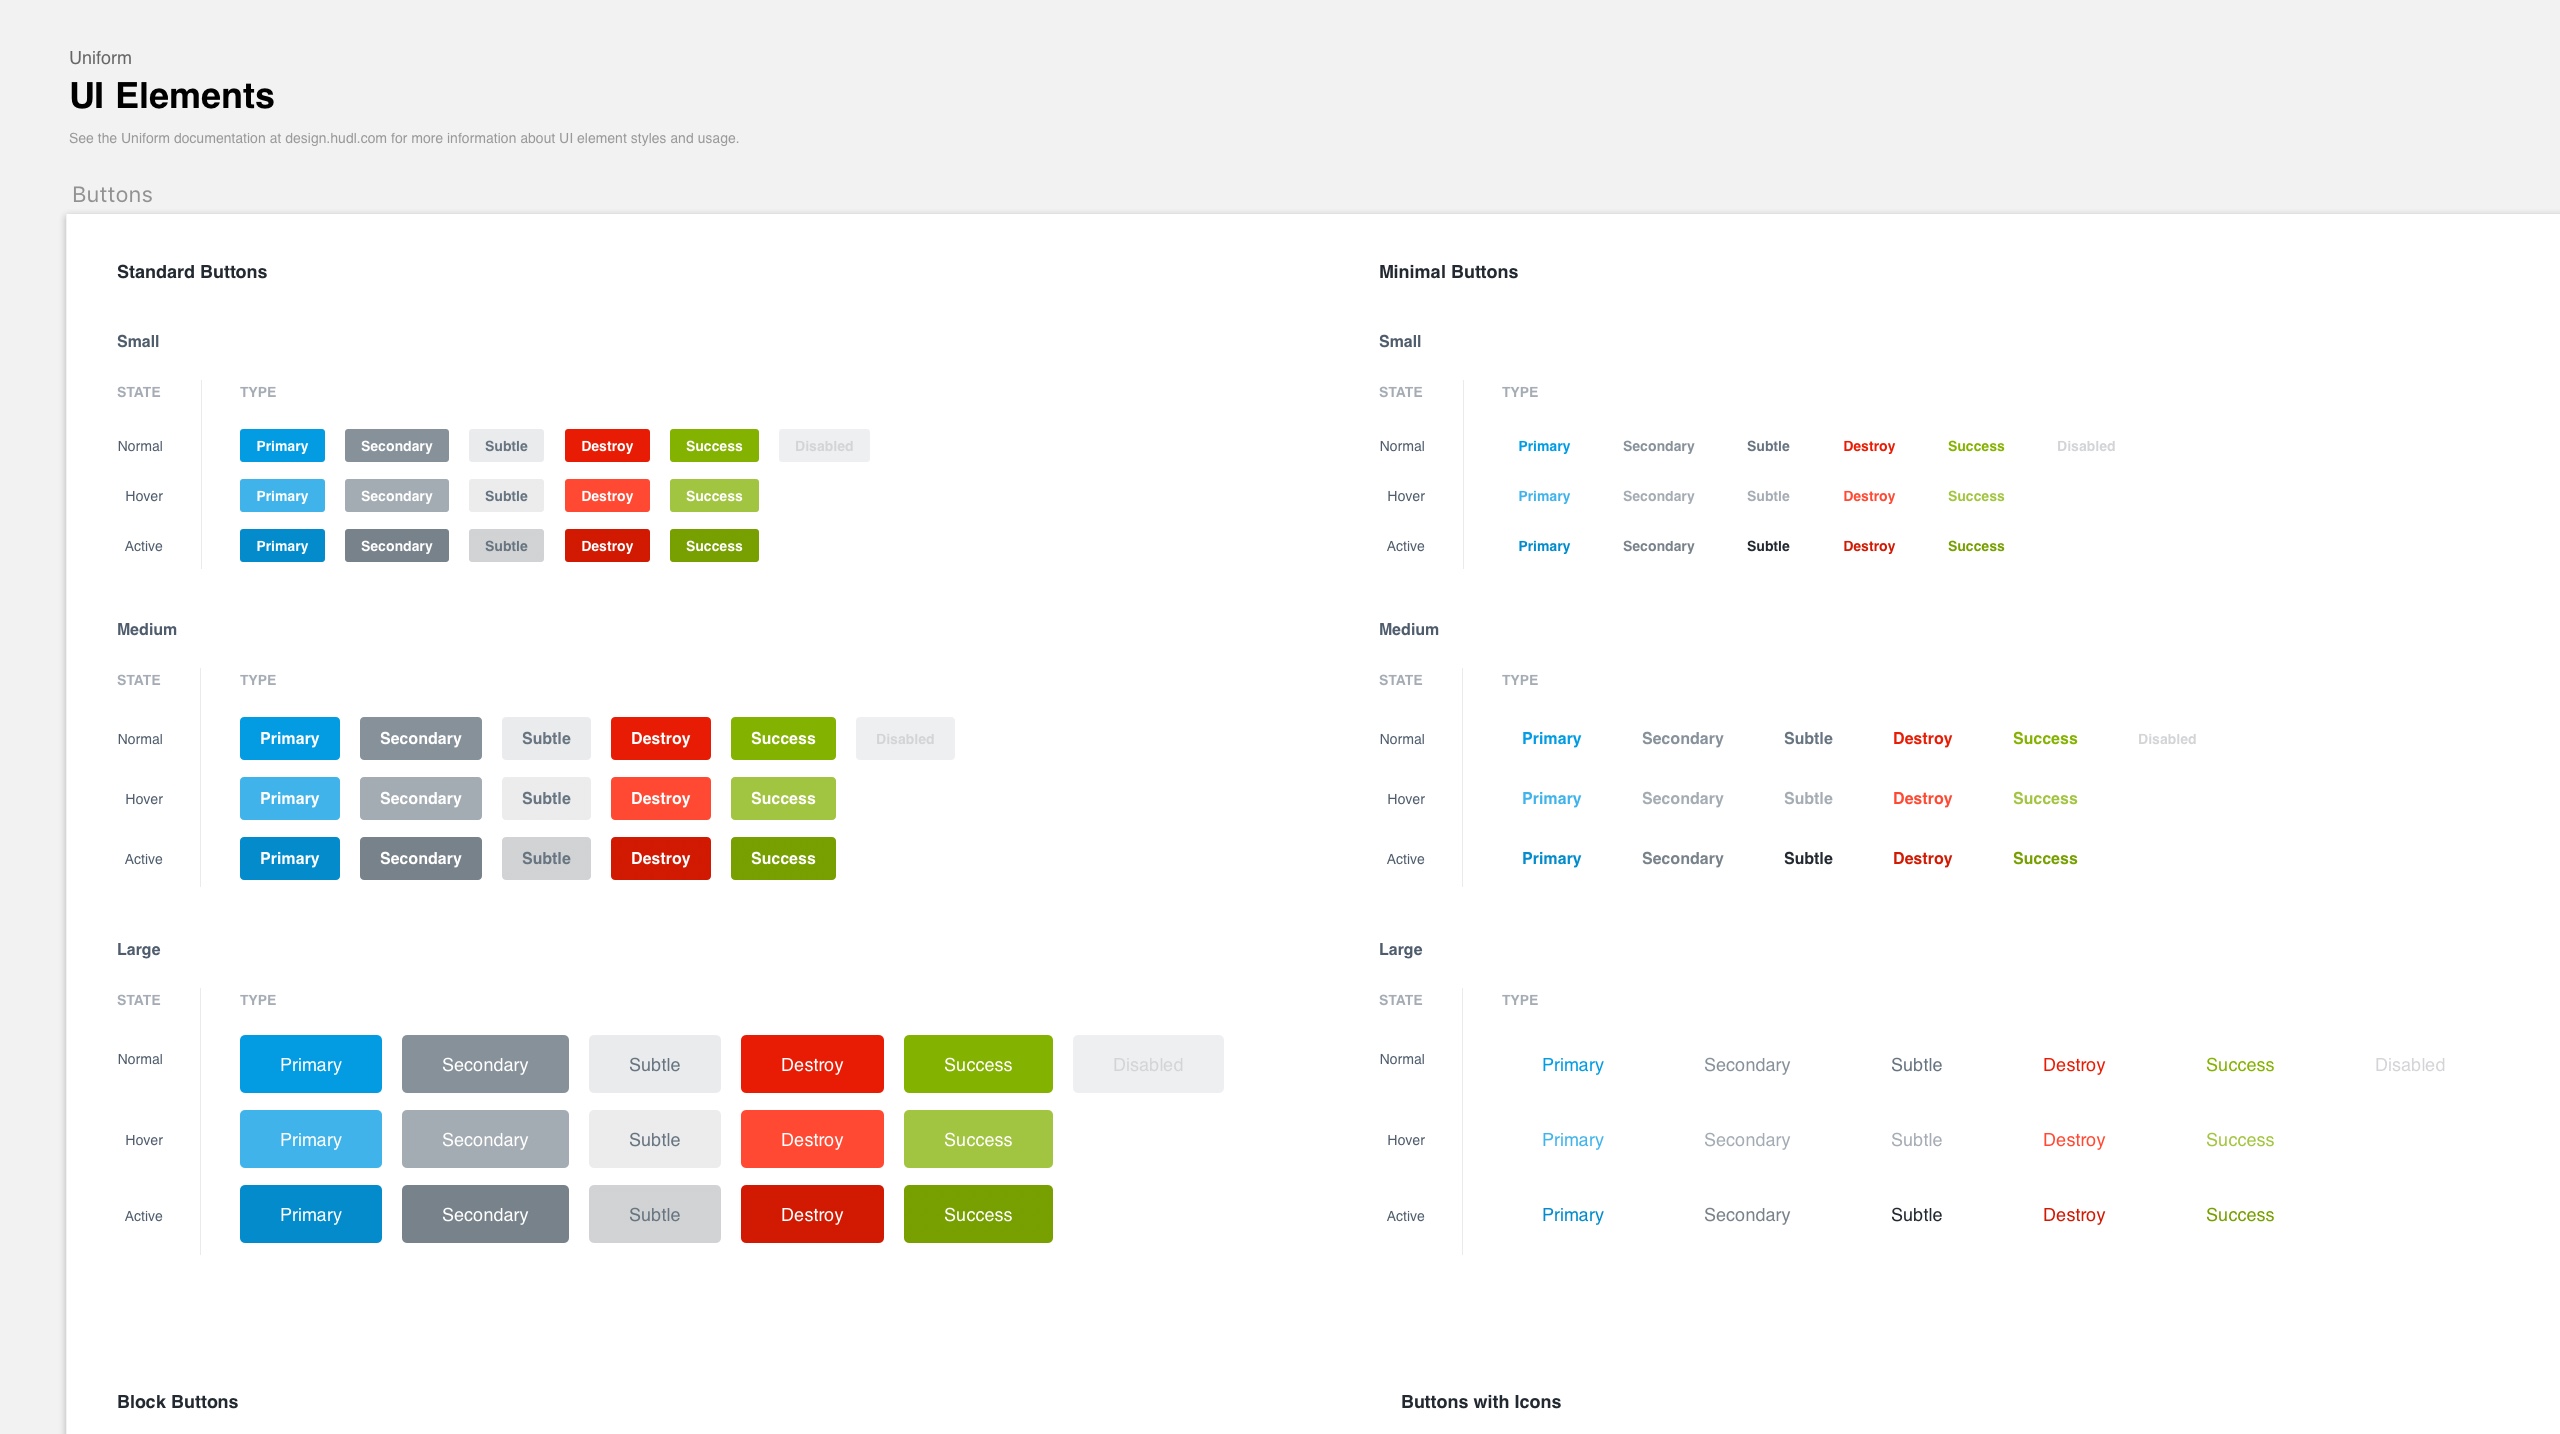 Uniform
UI Elements
See the Uniform documentation at design.hudl.com for more information about UI element styles and usage.
Buttons
Standard Buttons
Small
STATE TYPE
Normal Primary Secondary Subtle Destroy Success Disabled
Hover Primary Secondary Subtle Destroy Success
Active Primary Secondary Subtle Destroy Success
Medium
STATE TYPE
Normal Primary Secondary Subtle Destroy Success Disabled
Hover Primary Secondary Subtle Destroy Success
Active Primary Secondary Subtle Destroy Success
Large
STATE TYPE
Normal Primary Secondary Subtle Destroy Success Disabled
Hover Primary Secondary Subtle Destroy Success
Active Primary Secondary Subtle Destroy Success
Minimal Buttons
Small
STATE TYPE
Normal Primary Secondary Subtle Destroy Success Disabled
Hover Primary Secondary Subtle Destroy Success
Active Primary Secondary Subtle Destroy Success
Medium
STATE TYPE
Normal Primary Secondary Subtle Destroy Success Disabled
Hover Primary Secondary Subtle Destroy Success
Active Primary Secondary Subtle Destroy Success
Large
STATE TYPE
Normal Primary Secondary Subtle Destroy Success Disabled
Hover Primary Secondary Subtle Destroy Success
Active Primary Secondary Subtle Destroy Success
Block Buttons
Buttons with Icons